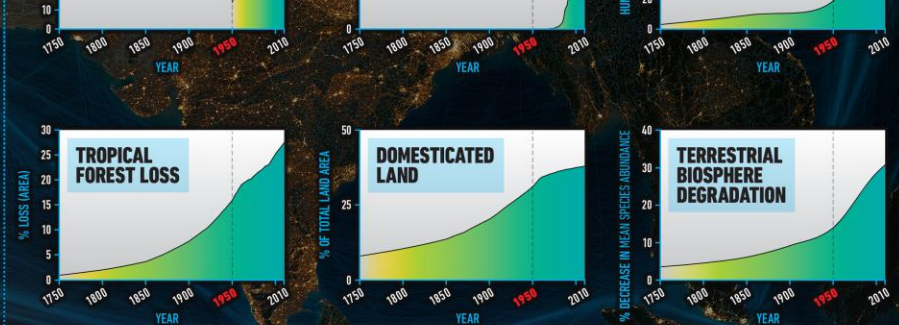 10
0
1750 1800 1850 1900 1950 2010
YEAR
0
1750 1800 1850 1900 1950 2010
YEAR
20
0
1750 1800 1850 1900 1950 2010
YEAR
% LOSS (AREA)
30
25
20
15
10
5
0
TROPICAL
FOREST LOSS
1750 1800 1850 1900 1950 2010
YEAR
% OF TOTAL LAND AREA
50
25
0
DOMESTICATED
LAND
1750 1800 1850 1900 1950 2010
YEAR
% DECREASE IN MEAN SPECIES ABUNDANCE
40
30
20
10
0
TERRESTRIAL
BIOSPHERE
DEGRADATION
1750 1800 1850 1900 1950 2010
YEAR